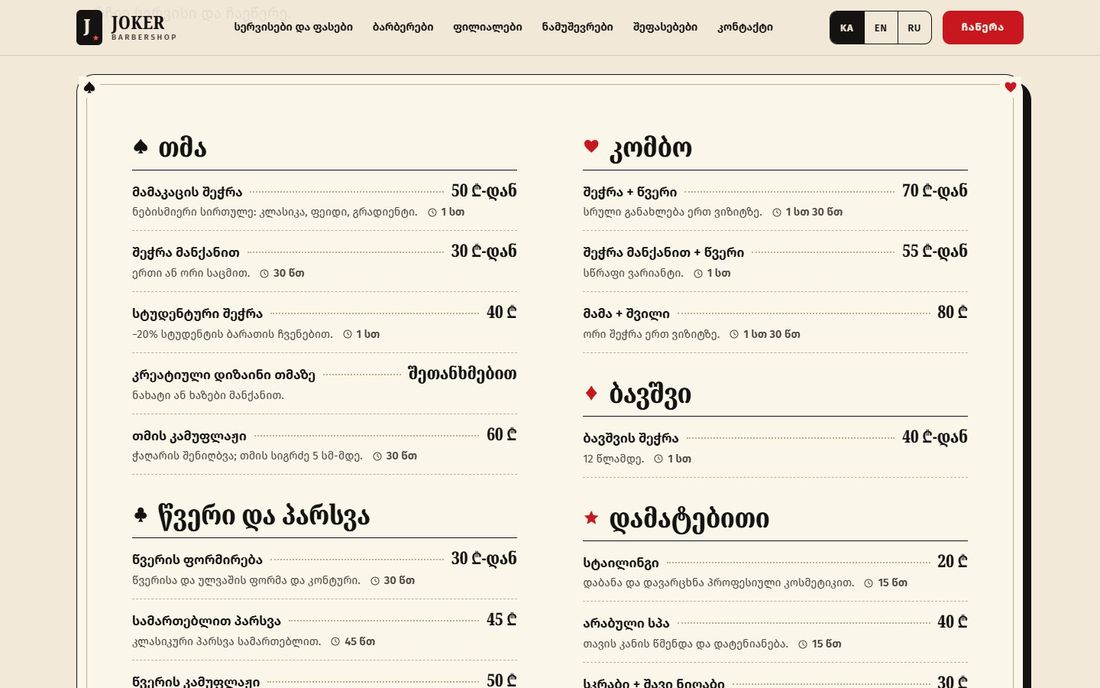 J
JOKER
BARBERSHOP
სერვისები და ფასები
ბარბერები
ფილიალები
ნამუშევრები
შეფასებები
კონტაქტი
KA
EN
RU
ჩაწერა
თმა
მამაკაცის შეჭრა 50 ₾-დან
ნებისმიერი სირთულე: კლასიკა, ფეიდი, გრადიენტი. 1 სთ
შეჭრა მანქანით 30 ₾-დან
ერთი ან ორი საცმით. 30 წთ
სტუდენტური შეჭრა 40 ₾
−20% სტუდენტის ბარათის ჩვენებით. 1 სთ
კრეატიული დიზაინი თმაზე შეთანხმებით
ნახატი ან ხაზები მანქანით.
თმის კამუფლაჟი 60 ₾
ჭაღარის შენიღბვა; თმის სიგრძე 5 სმ-მდე. 30 წთ
წვერი და პარსვა
წვერის ფორმირება 30 ₾-დან
წვერისა და ულვაშის ფორმა და კონტური. 30 წთ
სამართებლით პარსვა 45 ₾
კლასიკური პარსვა სამართებლით. 45 წთ
წვერის კამუფლაჟი 50 ₾
კომბო
შეჭრა + წვერი 70 ₾-დან
სრული განახლება ერთ ვიზიტზე. 1 სთ 30 წთ
შეჭრა მანქანით + წვერი 55 ₾-დან
სწრაფი ვარიანტი. 1 სთ
მამა + შვილი 80 ₾
ორი შეჭრა ერთ ვიზიტზე. 1 სთ 30 წთ
ბავშვი
ბავშვის შეჭრა 40 ₾-დან
12 წლამდე. 1 სთ
დამატებითი
სტაილინგი 20 ₾
დაბანა და დავარცხნა პროფესიული კოსმეტიკით. 15 წთ
არაბული სპა 40 ₾
თავის კანის წმენდა და დატენიანება. 15 წთ
სკრაბი + შავი ნიღაბი 30 ₾